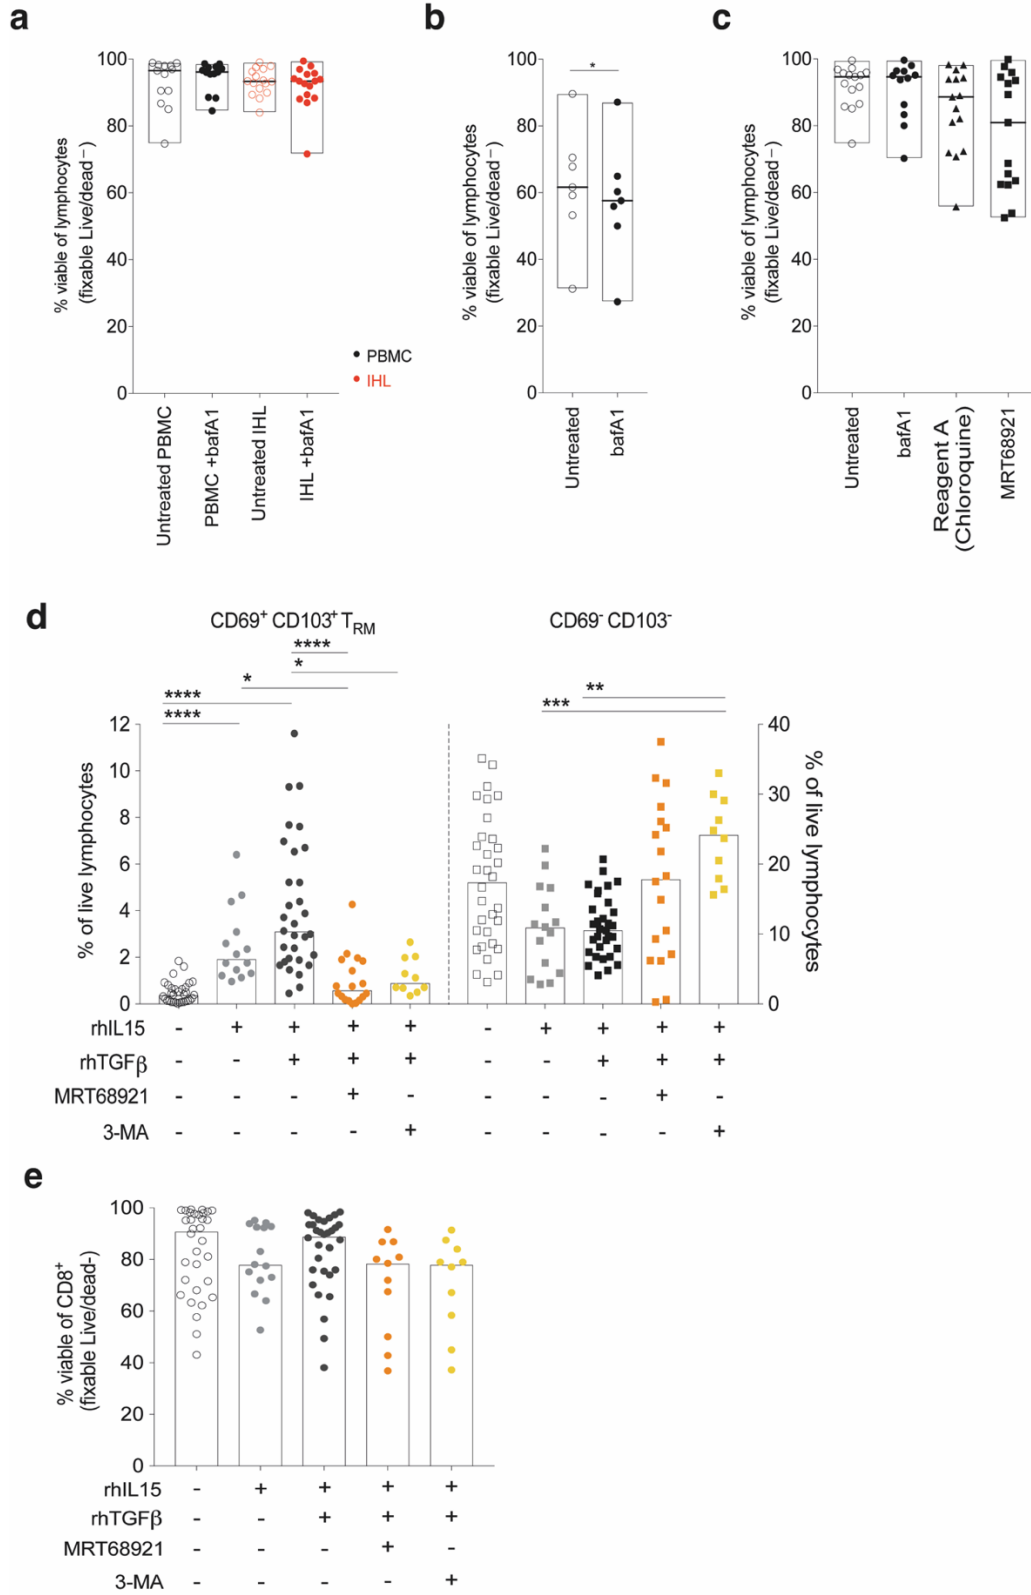 a
% viable of lymphocytes
(fixable Live/dead⁻)
100
80
60
40
20
0
Untreated PBMC
PBMC +bafA1
Untreated IHL
IHL +bafA1
PBMC
IHL
b
% viable of lymphocytes
(fixable Live/dead⁻)
100
80
60
40
20
0
*
Untreated
bafA1
c
% viable of lymphocytes
(fixable Live/dead⁻)
100
80
60
40
20
0
Untreated
bafA1
Reagent A
(Chloroquine)
MRT68921
d
CD69⁺ CD103⁺ T_RM
CD69⁻ CD103⁻
****
*
*
****
****
**
***
% of live lymphocytes
12
10
8
6
4
2
0
40
30
20
10
0
% of live lymphocytes
rhIL15 - + + + + - + + + +
rhTGFβ - - + + + - - + + +
MRT68921 - - - + - - - - + -
3-MA - - - - + - - - - +
e
% viable of CD8⁺
(fixable Live/dead-)
100
80
60
40
20
0
rhIL15 - + + + +
rhTGFβ - - + + +
MRT68921 - - - + -
3-MA - - - - +